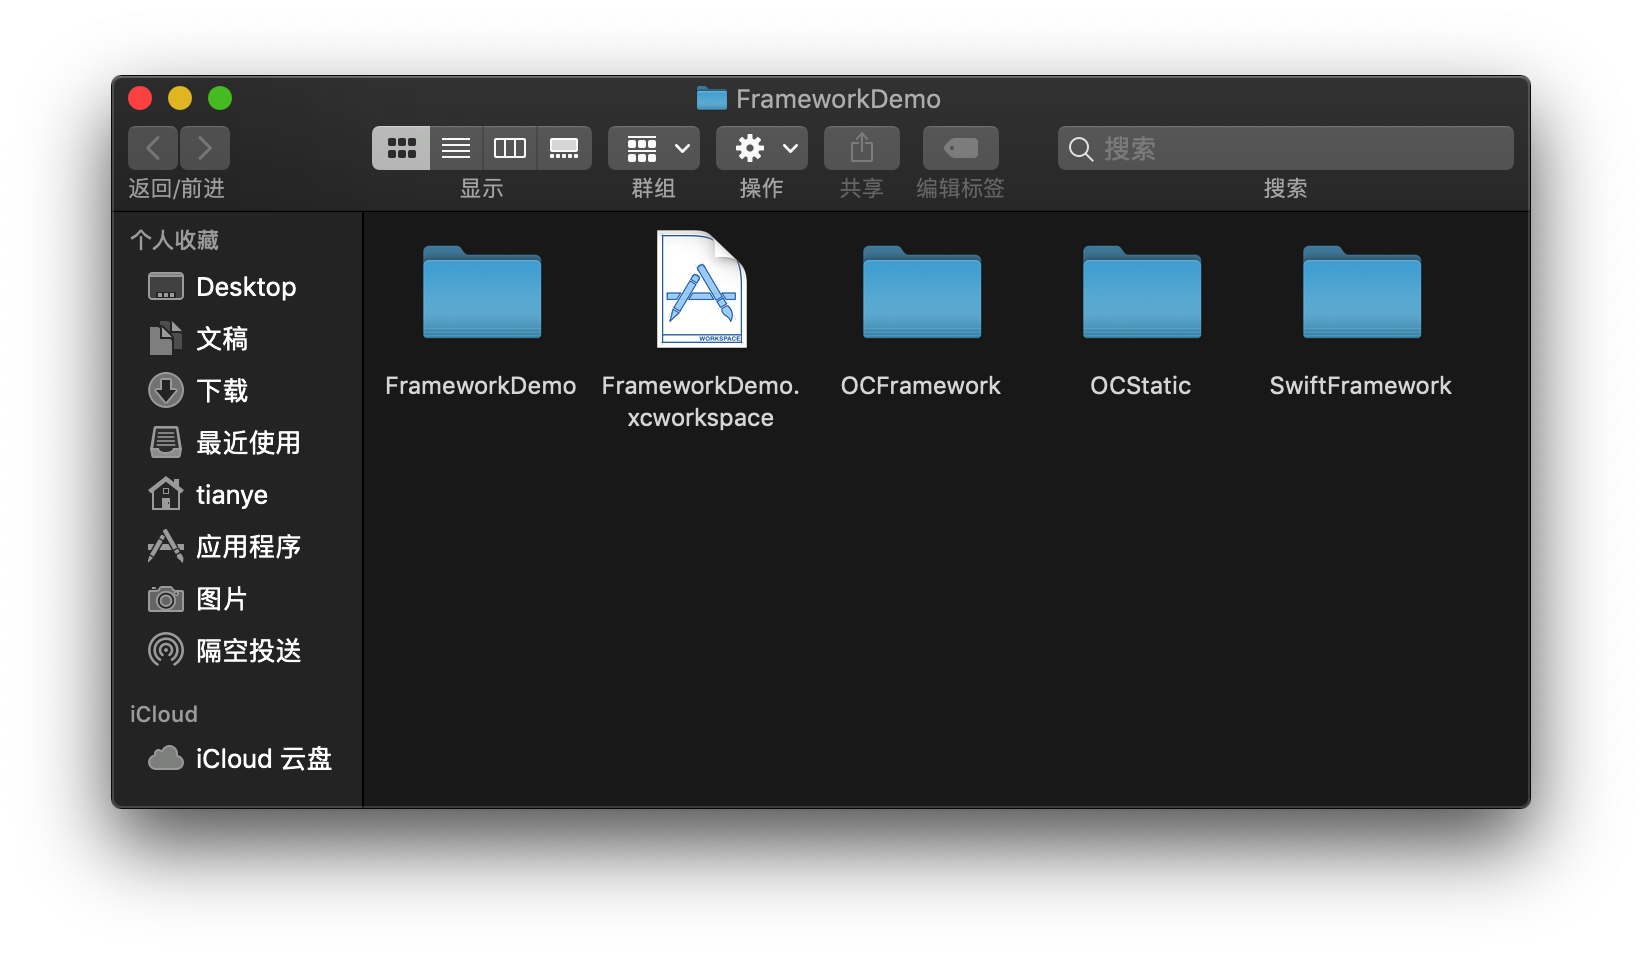 FrameworkDemo
返回/前进
显示
群组
操作
共享
编辑标签
搜索
搜索
个人收藏
Desktop
文稿
下载
最近使用
tianye
应用程序
图片
隔空投送
iCloud
iCloud 云盘
WORKSPACE
FrameworkDemo
FrameworkDemo.
xcworkspace
OCFramework
OCStatic
SwiftFramework